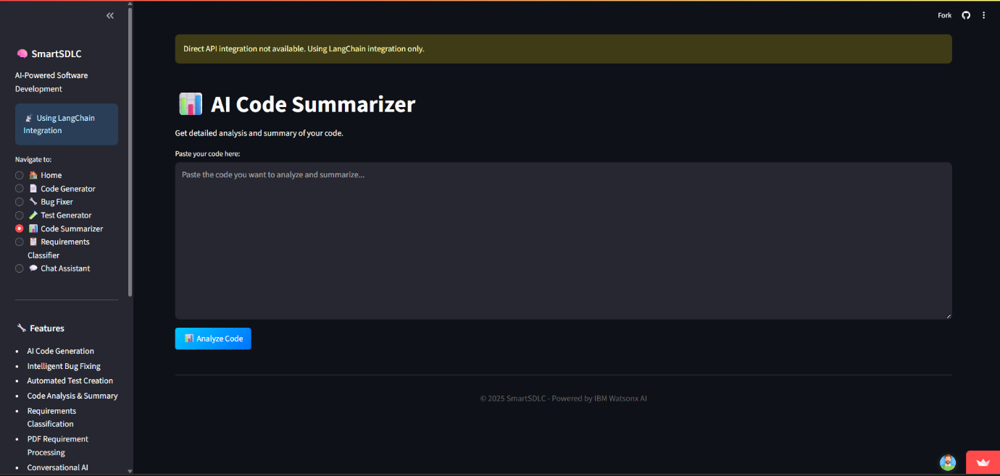 SmartSDLC
AI-Powered Software
Development
Using LangChain
Integration
Navigate to:
Home
Code Generator
Bug Fixer
Test Generator
Code Summarizer
Requirements
Classifier
Chat Assistant
Features
• AI Code Generation
• Intelligent Bug Fixing
• Automated Test Creation
• Code Analysis & Summary
• Requirements
Classification
• PDF Requirement
Processing
• Conversational AI
Fork
Direct API integration not available. Using LangChain integration only.
AI Code Summarizer
Get detailed analysis and summary of your code.
Paste your code here:
Paste the code you want to analyze and summarize...
Analyze Code
© 2025 SmartSDLC - Powered by IBM Watsonx AI